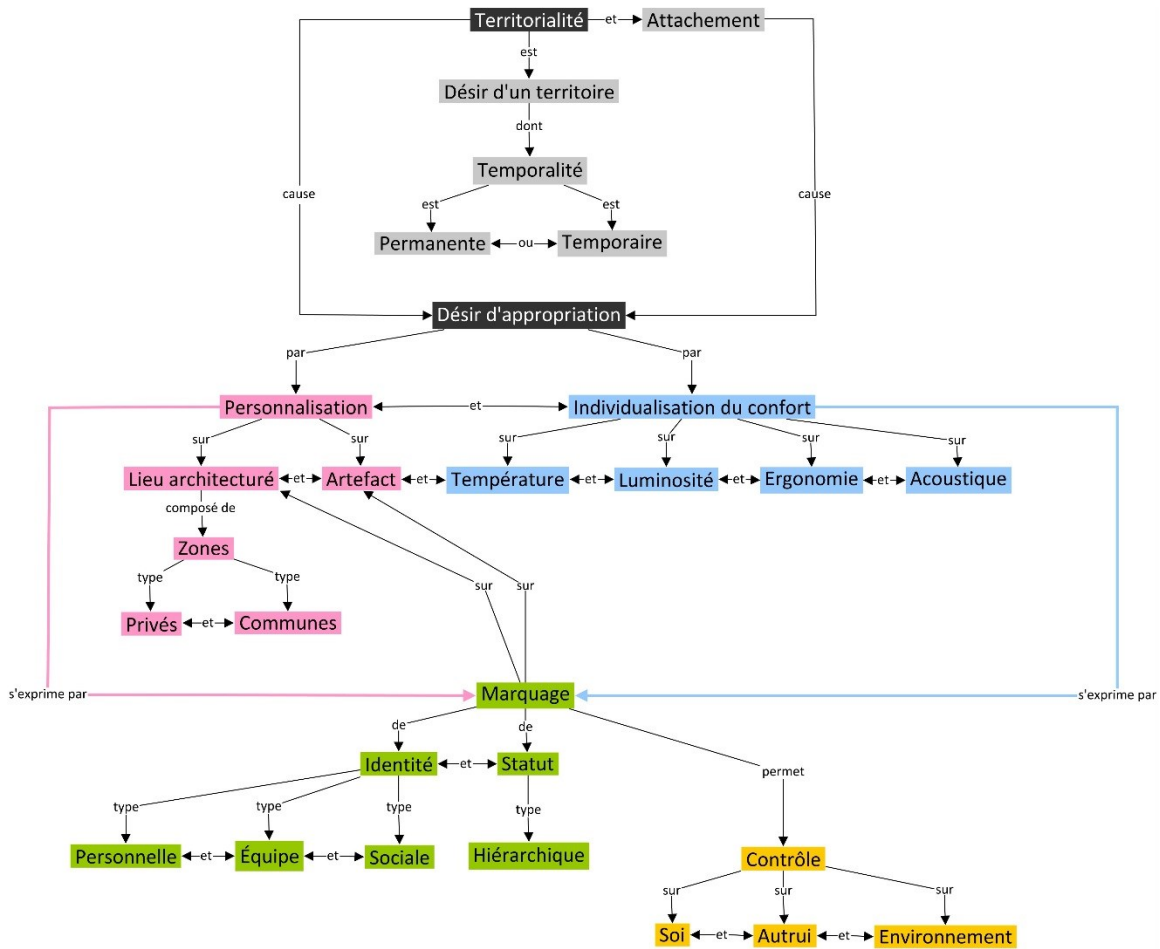 Territorialité et Attachement
est
Désir d'un territoire
dont
Temporalité
cause cause
est est
Permanente ou Temporaire
Désir d'appropriation
par par
Personnalisation et Individualisation du confort
sur sur sur sur sur sur
Lieu architecturé et Artefact et Température et Luminosité et Ergonomie et Acoustique
composé de
Zones
type type sur sur
Privés et Communes
s'exprime par Marquage s'exprime par
de de
Identité et Statut
permet
type type type type
Personnelle et Équipe et Sociale Hiérarchique
Contrôle
sur sur sur
Soi et Autrui et Environnement